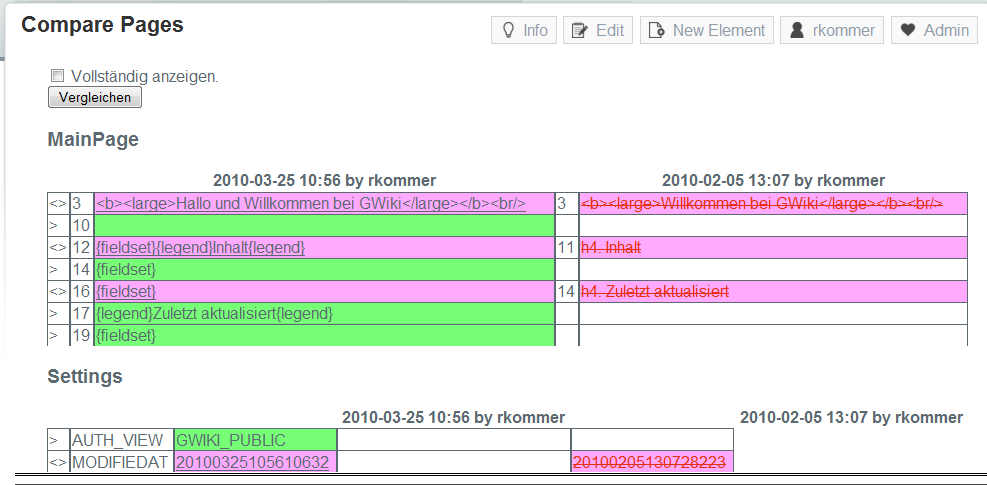 Compare Pages
Info Edit New Element rkommer Admin
Vollständig anzeigen.
Vergleichen
MainPage
2010-03-25 10:56 by rkommer 2010-02-05 13:07 by rkommer
<> 3 <b><large>Hallo und Willkommen bei GWiki</large></b><br/> 3 <b><large>Willkommen bei GWiki</large></b><br/>
> 10
<> 12 {fieldset}{legend}Inhalt{legend} 11 h4. Inhalt
> 14 {fieldset}
<> 16 {fieldset} 14 h4. Zuletzt aktualisiert
> 17 {legend}Zuletzt aktualisiert{legend}
> 19 {fieldset}
Settings
2010-03-25 10:56 by rkommer 2010-02-05 13:07 by rkommer
> AUTH_VIEW GWIKI_PUBLIC
<> MODIFIEDAT 20100325105610632 20100205130728223